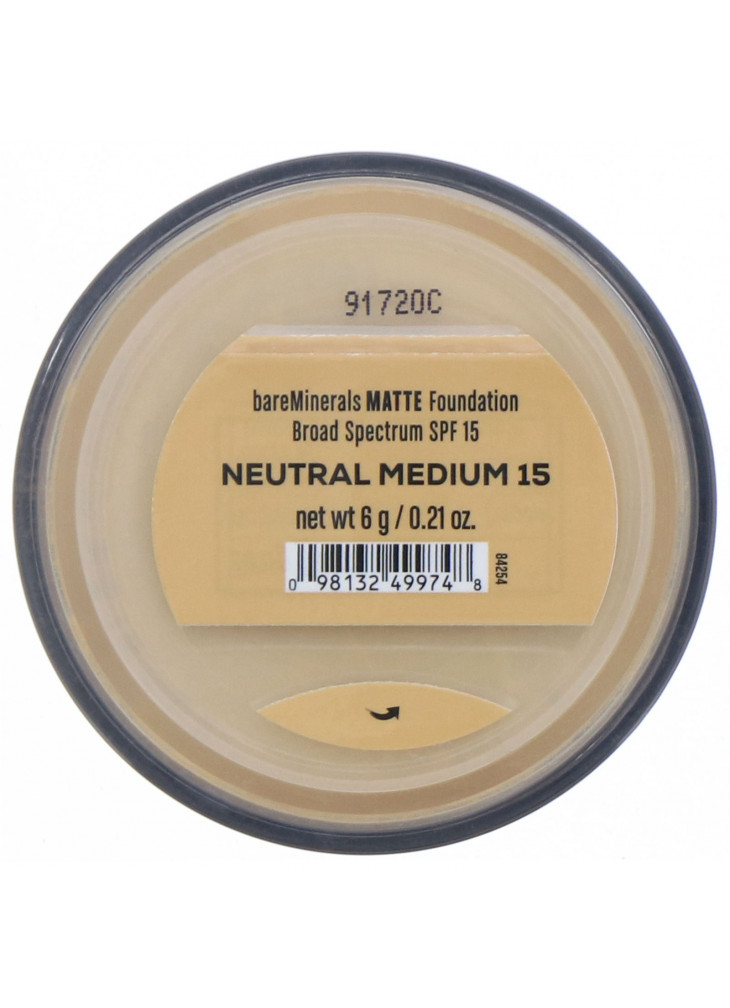 91720C
bareMinerals MATTE Foundation
Broad Spectrum SPF 15
NEUTRAL MEDIUM 15
net wt 6 g / 0.21 oz.
0 98132 49974 8
84254